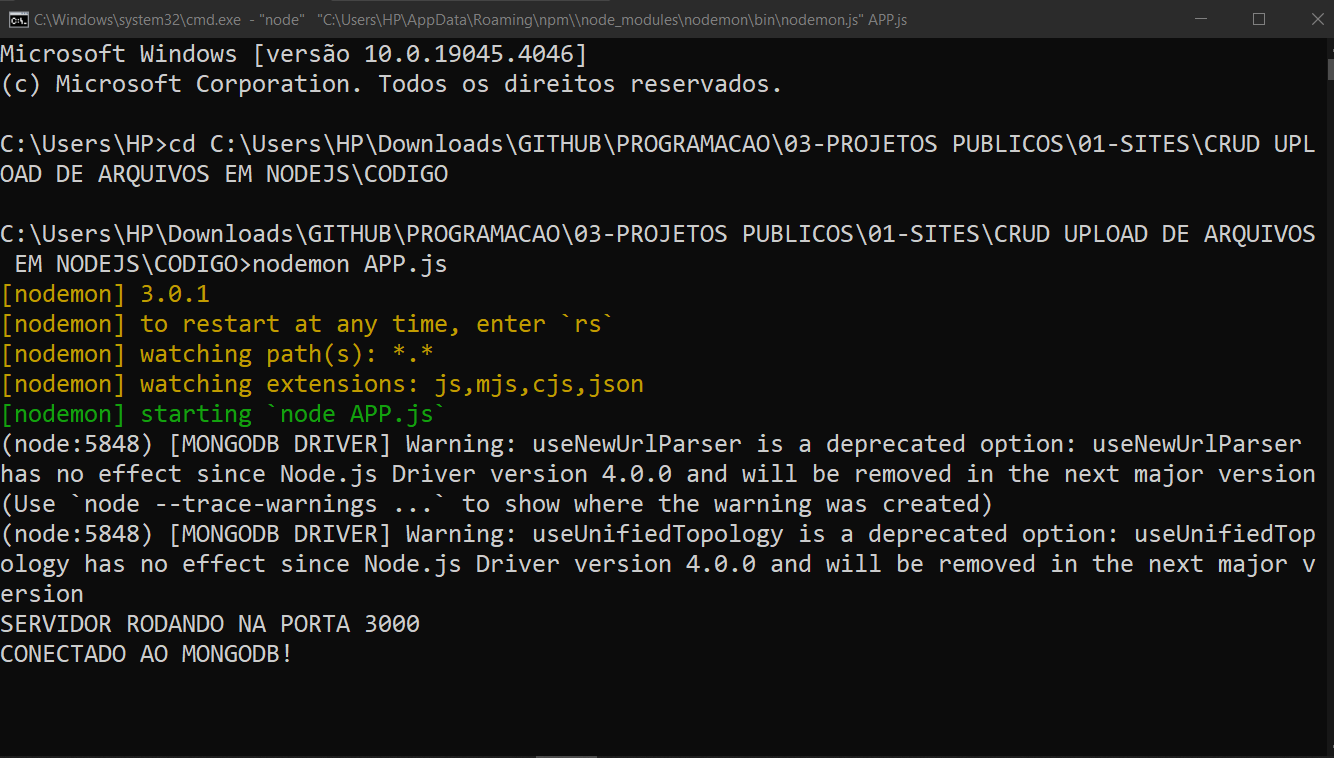 C:\Windows\system32\cmd.exe - "node" "C:\Users\HP\AppData\Roaming\npm\\node_modules\nodemon\bin\nodemon.js" APP.js
Microsoft Windows [versão 10.0.19045.4046]
(c) Microsoft Corporation. Todos os direitos reservados.
C:\Users\HP>cd C:\Users\HP\Downloads\GITHUB\PROGRAMACAO\03-PROJETOS PUBLICOS\01-SITES\CRUD UPL
OAD DE ARQUIVOS EM NODEJS\CODIGO
C:\Users\HP\Downloads\GITHUB\PROGRAMACAO\03-PROJETOS PUBLICOS\01-SITES\CRUD UPLOAD DE ARQUIVOS
 EM NODEJS\CODIGO>nodemon APP.js
[nodemon] 3.0.1
[nodemon] to restart at any time, enter `rs`
[nodemon] watching path(s): *.*
[nodemon] watching extensions: js,mjs,cjs,json
[nodemon] starting `node APP.js`
(node:5848) [MONGODB DRIVER] Warning: useNewUrlParser is a deprecated option: useNewUrlParser
has no effect since Node.js Driver version 4.0.0 and will be removed in the next major version
(Use `node --trace-warnings ...` to show where the warning was created)
(node:5848) [MONGODB DRIVER] Warning: useUnifiedTopology is a deprecated option: useUnifiedTop
ology has no effect since Node.js Driver version 4.0.0 and will be removed in the next major v
ersion
SERVIDOR RODANDO NA PORTA 3000
CONECTADO AO MONGODB!